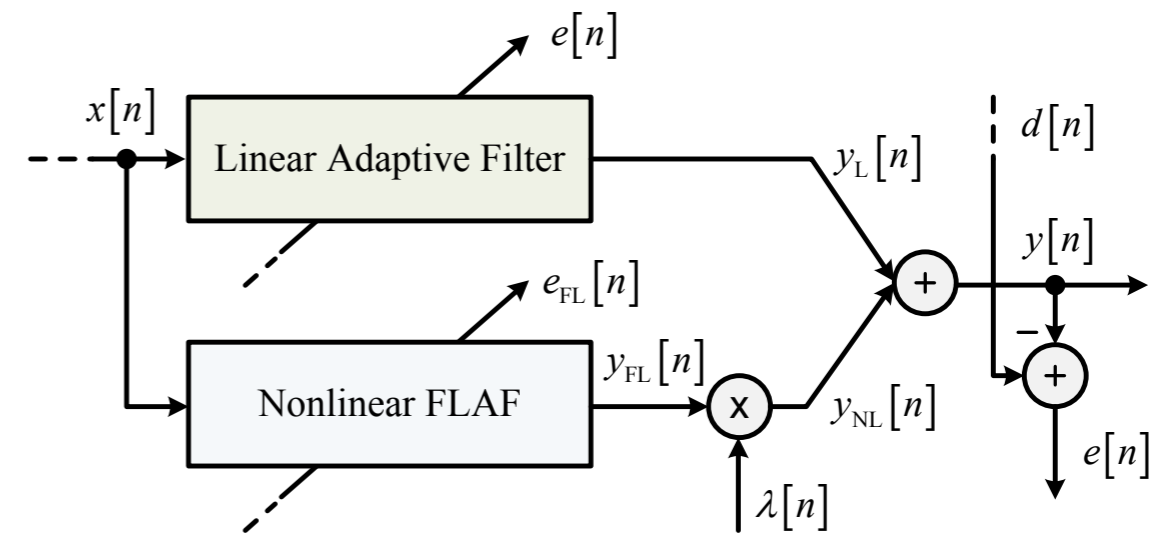 e[n]
x[n]
d[n]
Linear Adaptive Filter
y_L[n]
y[n]
+
e_FL[n]
−
y_FL[n]
+
Nonlinear FLAF
x
y_NL[n]
e[n]
λ[n]